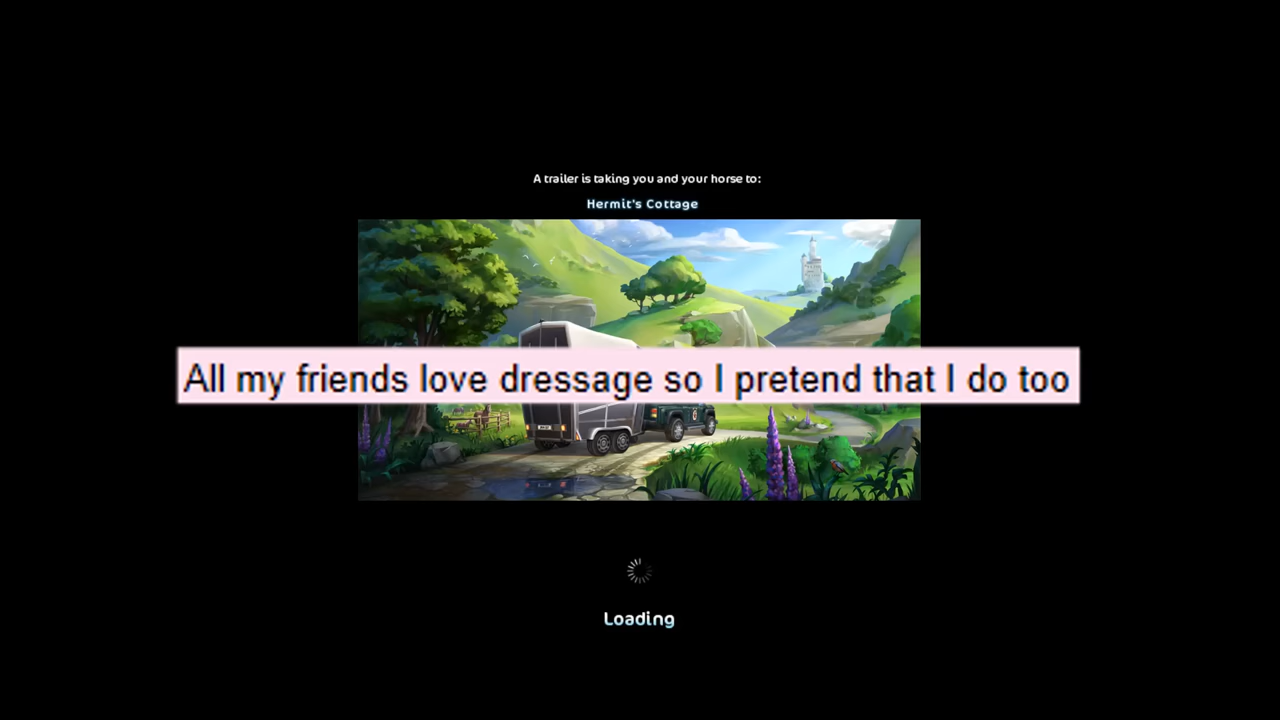 A trailer is taking you and your horse to:
Hermit's Cottage
All my friends love dressage so I pretend that I do too
Loading